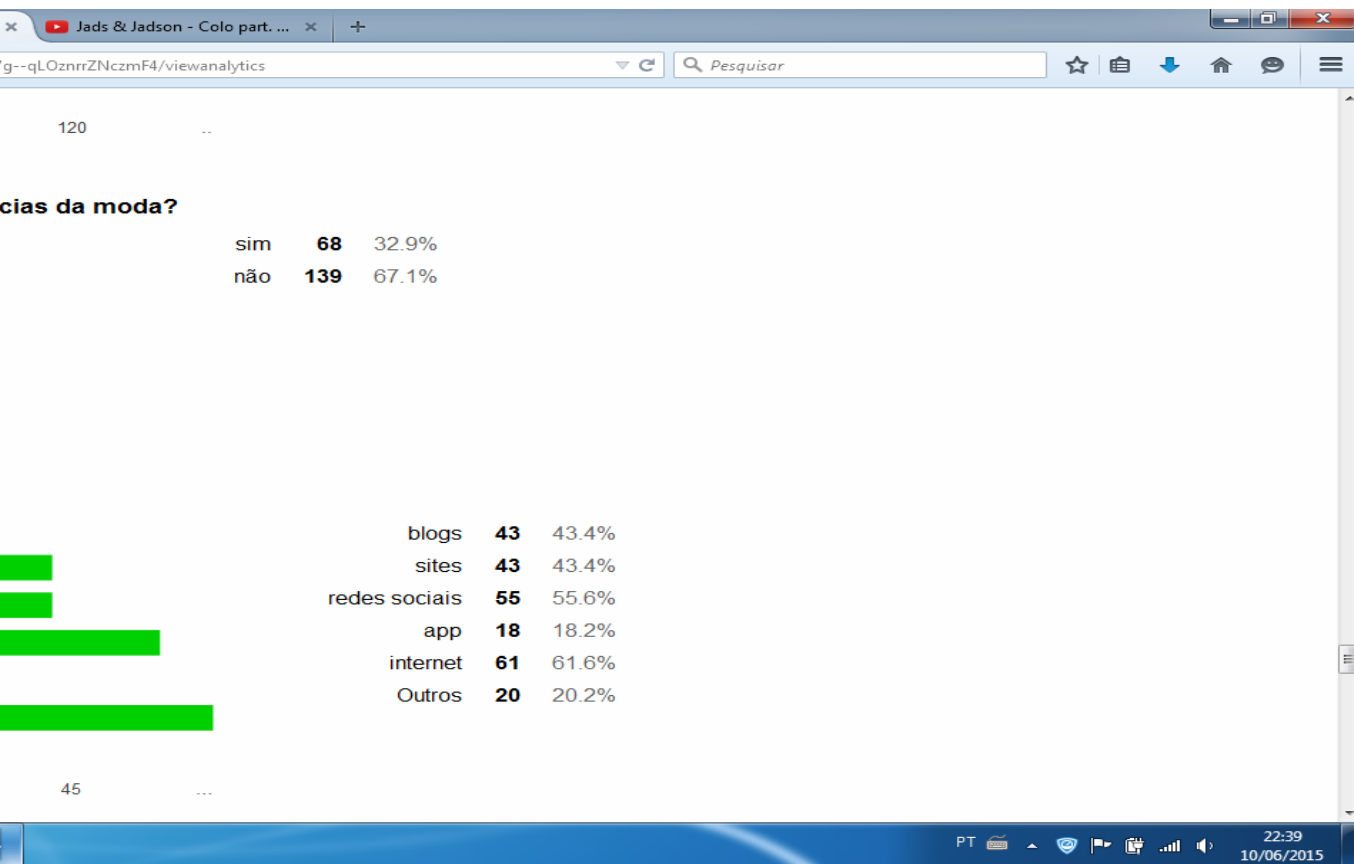 Jads & Jadson - Colo part. ...
g--qLOznrrZNczmF4/viewanalytics
Pesquisar
120 ..
cias da moda?
sim 68 32.9%
não 139 67.1%
blogs 43 43.4%
sites 43 43.4%
redes sociais 55 55.6%
app 18 18.2%
internet 61 61.6%
Outros 20 20.2%
45 ...
PT
22:39
10/06/2015